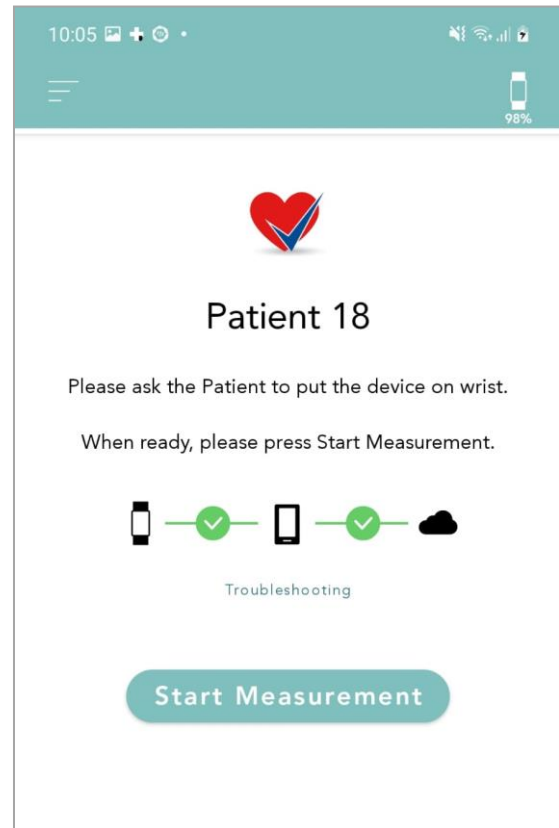 10:05
98%
Patient 18
Please ask the Patient to put the device on wrist.
When ready, please press Start Measurement.
Troubleshooting
Start Measurement